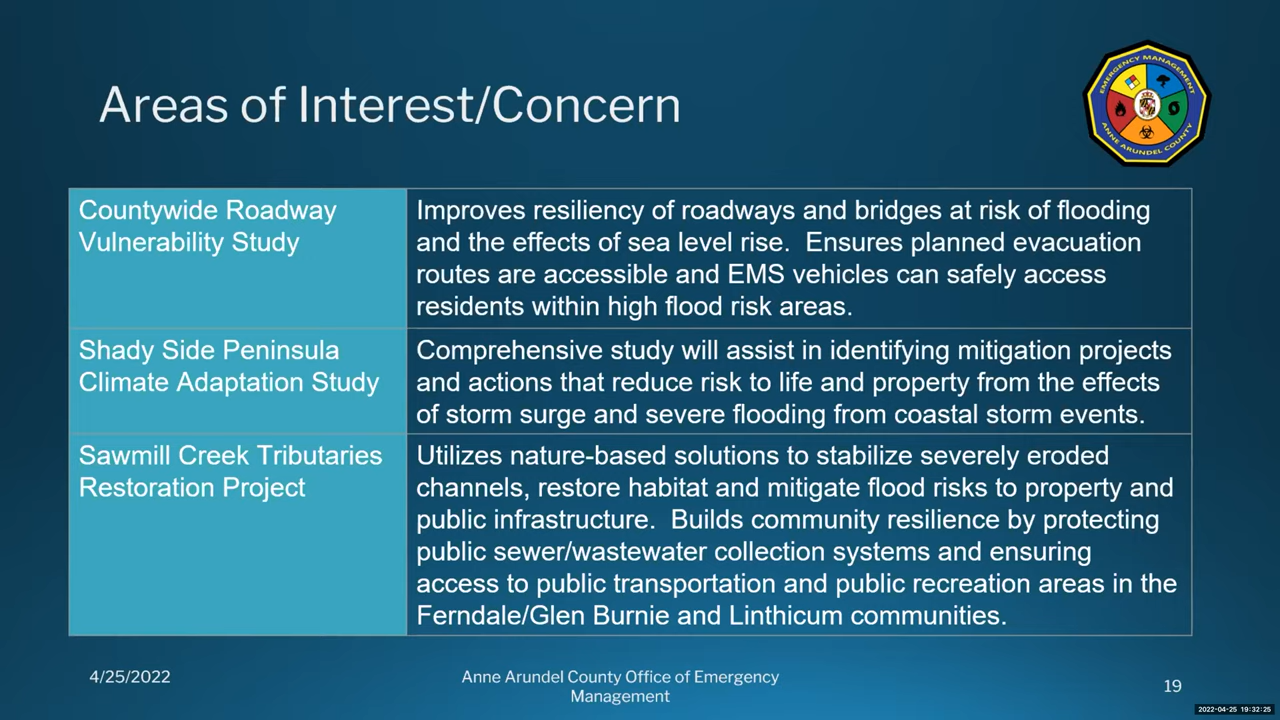 Areas of Interest/Concern
EMERGENCY MANAGEMENT
ANNE ARUNDEL COUNTY
Countywide Roadway
Vulnerability Study
Improves resiliency of roadways and bridges at risk of flooding
and the effects of sea level rise.  Ensures planned evacuation
routes are accessible and EMS vehicles can safely access
residents within high flood risk areas.
Shady Side Peninsula
Climate Adaptation Study
Comprehensive study will assist in identifying mitigation projects
and actions that reduce risk to life and property from the effects
of storm surge and severe flooding from coastal storm events.
Sawmill Creek Tributaries
Restoration Project
Utilizes nature-based solutions to stabilize severely eroded
channels, restore habitat and mitigate flood risks to property and
public infrastructure.  Builds community resilience by protecting
public sewer/wastewater collection systems and ensuring
access to public transportation and public recreation areas in the
Ferndale/Glen Burnie and Linthicum communities.
4/25/2022
Anne Arundel County Office of Emergency
Management
19
2022-04-25 19:32:25